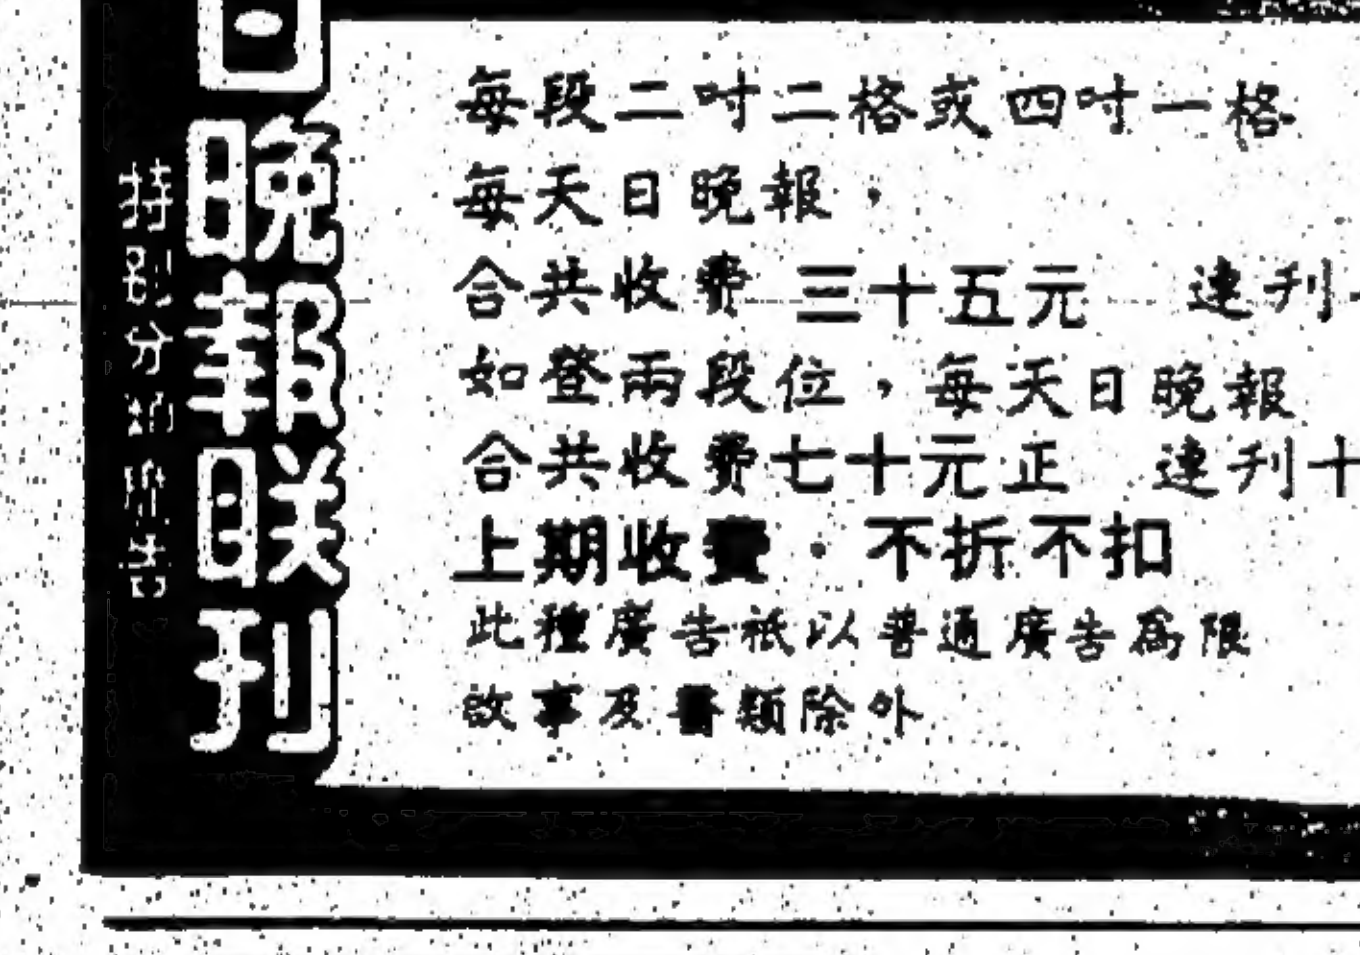 日晚報聯刊
特別分類廣告
每段二吋二格或四吋一格
每天日晚報，
合共收費三十五元 連刊
如登兩段位，每天日晚報
合共收費七十元正 連刊十
上期收費·不折不扣
此種廣告祇以普通廣告為限
啟事及書類除外